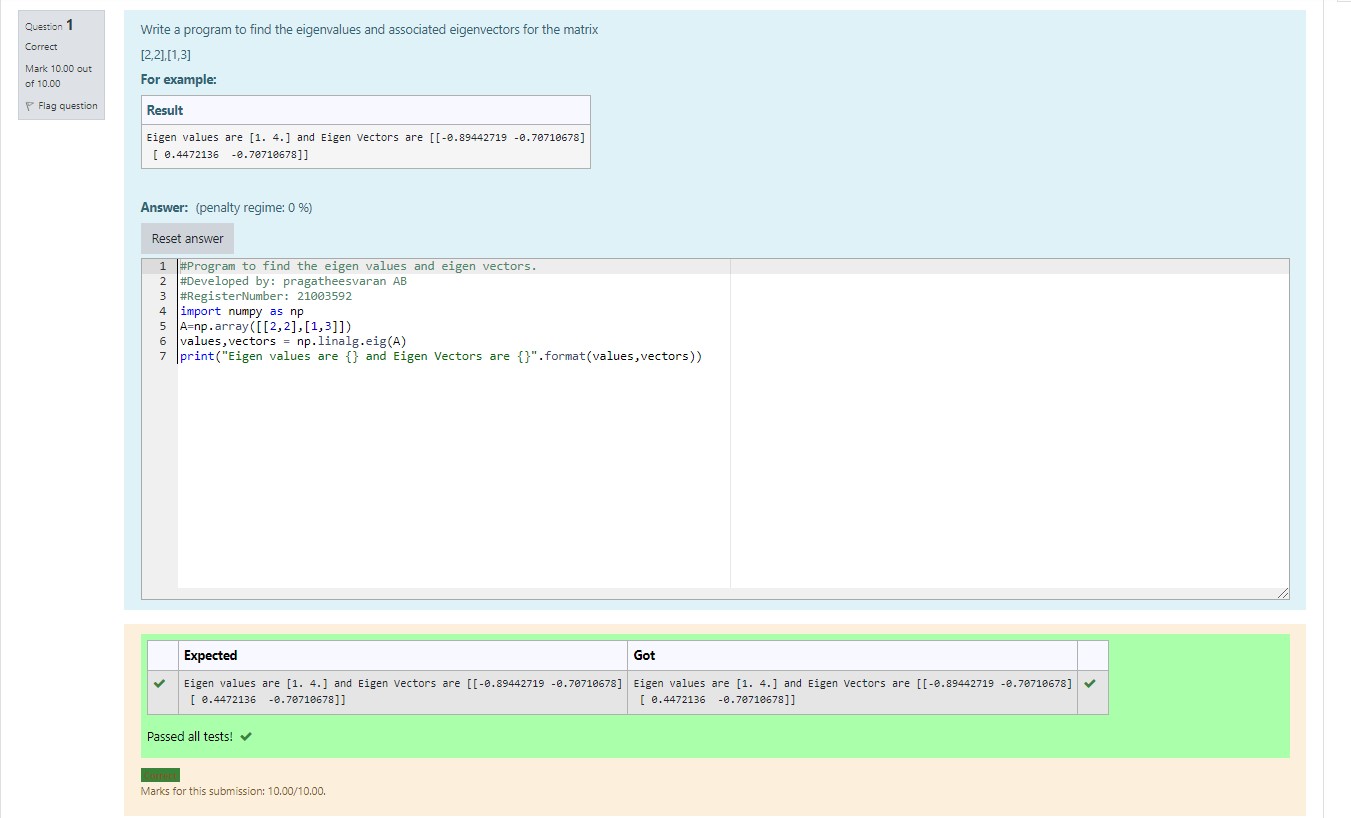 Question 1
Correct
Mark 10.00 out
of 10.00
Flag question
Write a program to find the eigenvalues and associated eigenvectors for the matrix
[2,2],[1,3]
For example:
Result
Eigen values are [1. 4.] and Eigen Vectors are [[-0.89442719 -0.70710678]
[ 0.4472136  -0.70710678]]
Answer: (penalty regime: 0 %)
Reset answer
1 #Program to find the eigen values and eigen vectors.
2 #Developed by: pragatheesvaran AB
3 #RegisterNumber: 21003592
4 import numpy as np
5 A=np.array([[2,2],[1,3]])
6 values,vectors = np.linalg.eig(A)
7 print("Eigen values are {} and Eigen Vectors are {}".format(values,vectors))
Expected Got
Eigen values are [1. 4.] and Eigen Vectors are [[-0.89442719 -0.70710678] Eigen values are [1. 4.] and Eigen Vectors are [[-0.89442719 -0.70710678]
[ 0.4472136  -0.70710678]] [ 0.4472136  -0.70710678]]
Passed all tests!
Marks for this submission: 10.00/10.00.